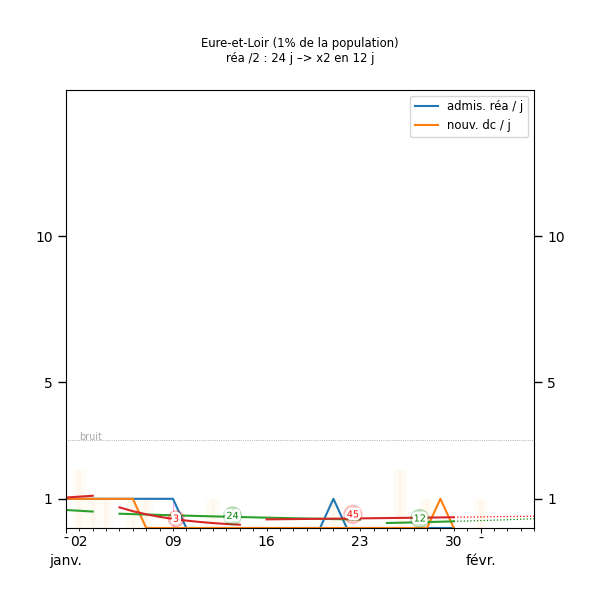 Eure-et-Loir (1% de la population)
réa /2 : 24 j –> x2 en 12 j
admis. réa / j
nouv. dc / j
10 10
5 5
bruit
1 1
3 24 45 12
02 09 16 23 30
janv. févr.